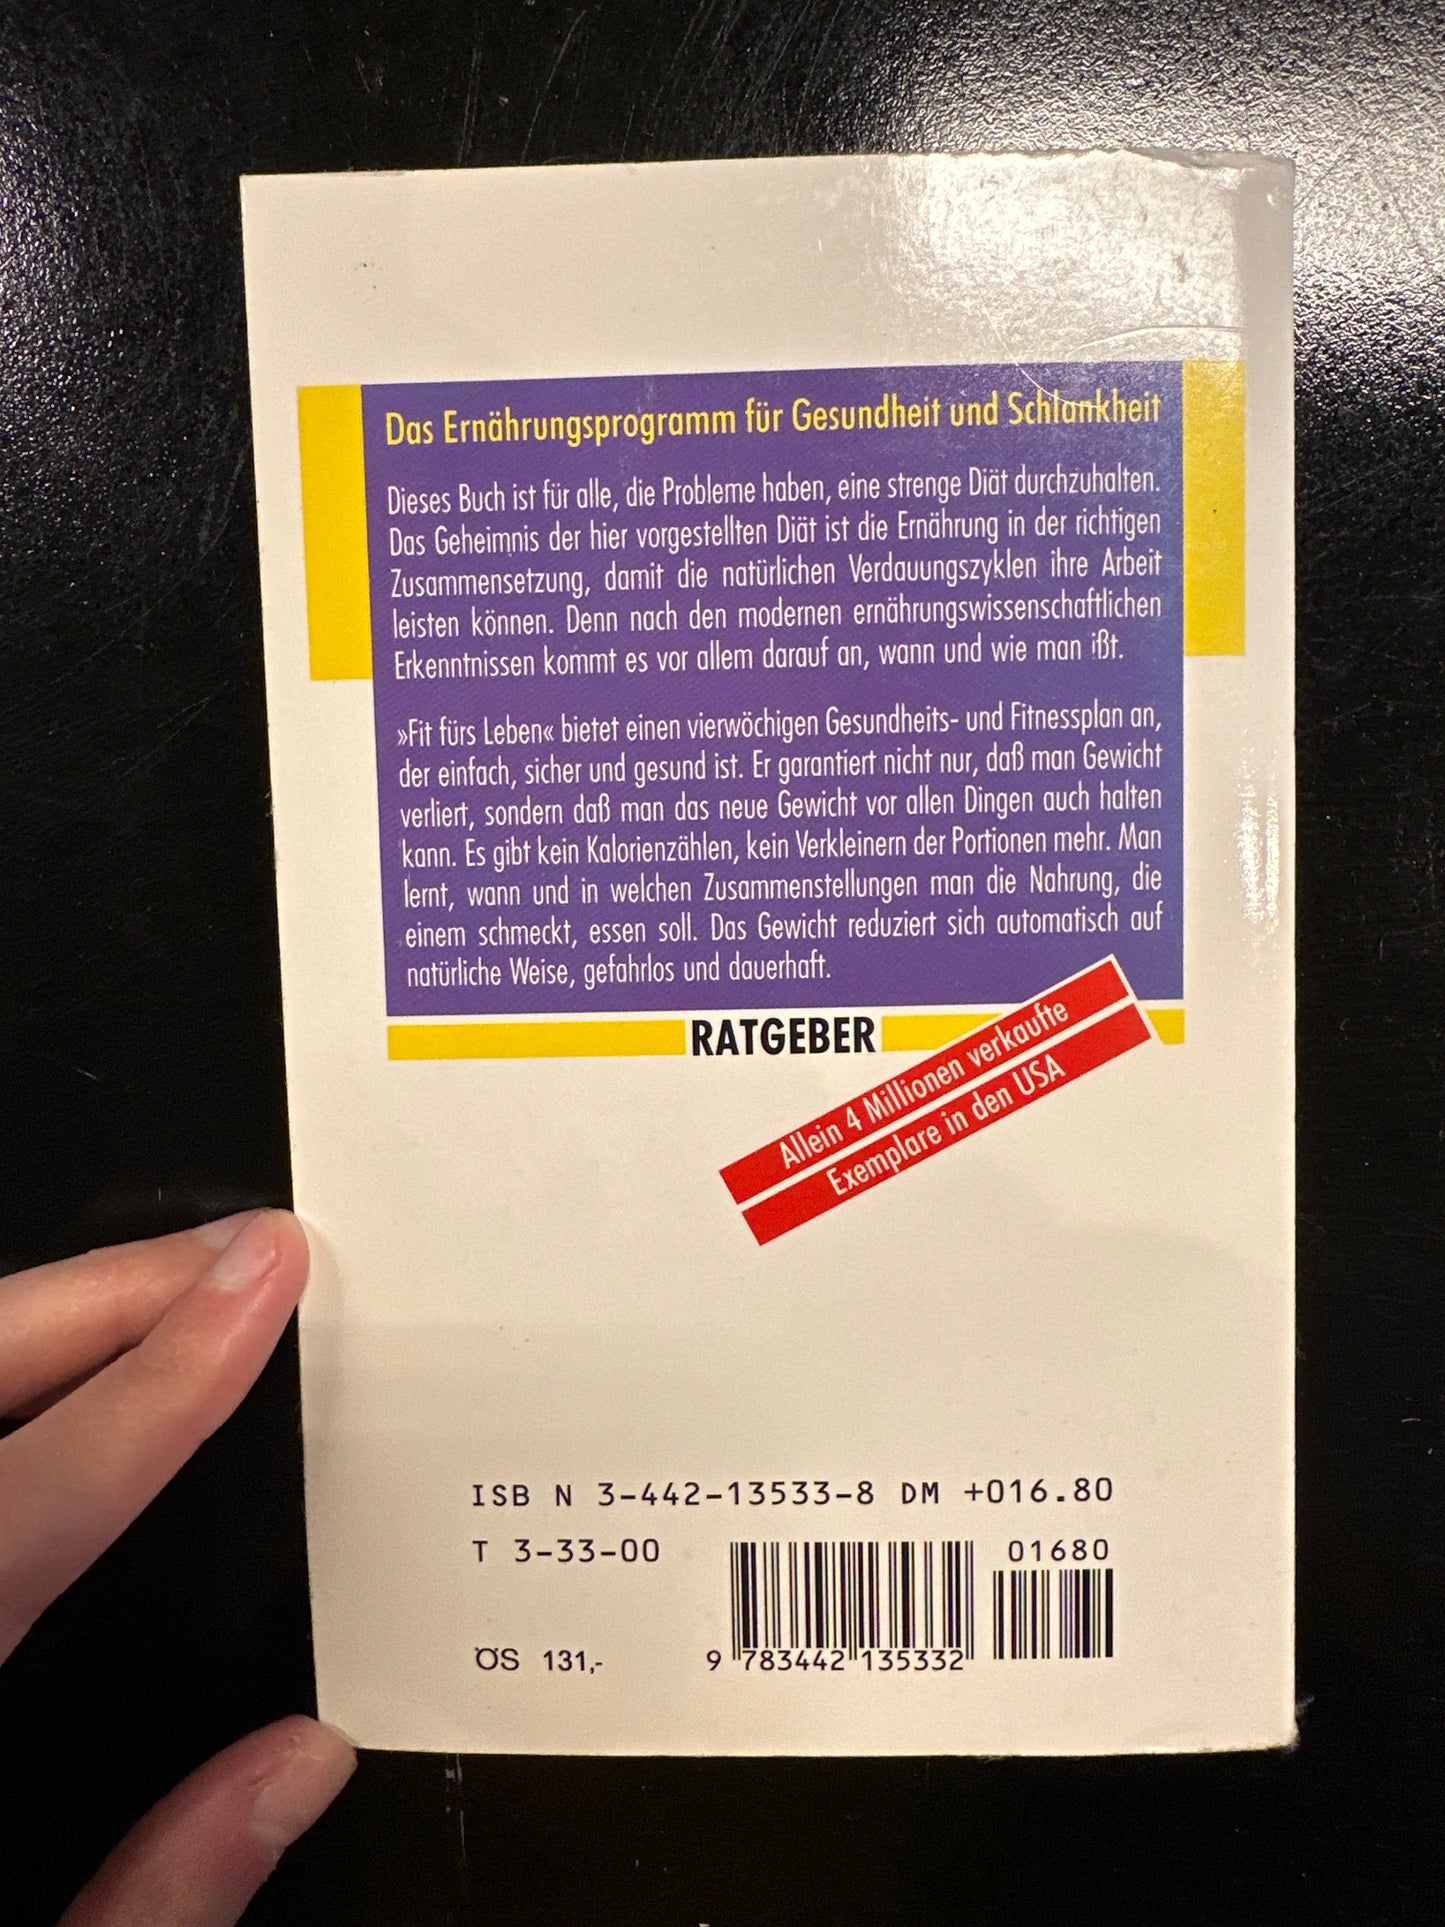 Das Ernährungsprogramm für Gesundheit und Schlankheit
Dieses Buch ist für alle, die Probleme haben, eine strenge Diät durchzuhalten.
Das Geheimnis der hier vorgestellten Diät ist die Ernährung in der richtigen
Zusammensetzung, damit die natürlichen Verdauungszyklen ihre Arbeit
leisten können. Denn nach den modernen ernährungswissenschaftlichen
Erkenntnissen kommt es vor allem darauf an, wann und wie man ißt.
»Fit fürs Leben« bietet einen vierwöchigen Gesundheits- und Fitnessplan an,
der einfach, sicher und gesund ist. Er garantiert nicht nur, daß man Gewicht
verliert, sondern daß man das neue Gewicht vor allen Dingen auch halten
kann. Es gibt kein Kalorienzählen, kein Verkleinern der Portionen mehr. Man
lernt, wann und in welchen Zusammenstellungen man die Nahrung, die
einem schmeckt, essen soll. Das Gewicht reduziert sich automatisch auf
natürliche Weise, gefahrlos und dauerhaft.
RATGEBER
Allein 4 Millionen verkaufte
Exemplare in den USA
ISB N 3-442-13533-8 DM +016.80
T 3-33-00
01680
ÖS 131,-
9 783442 135332